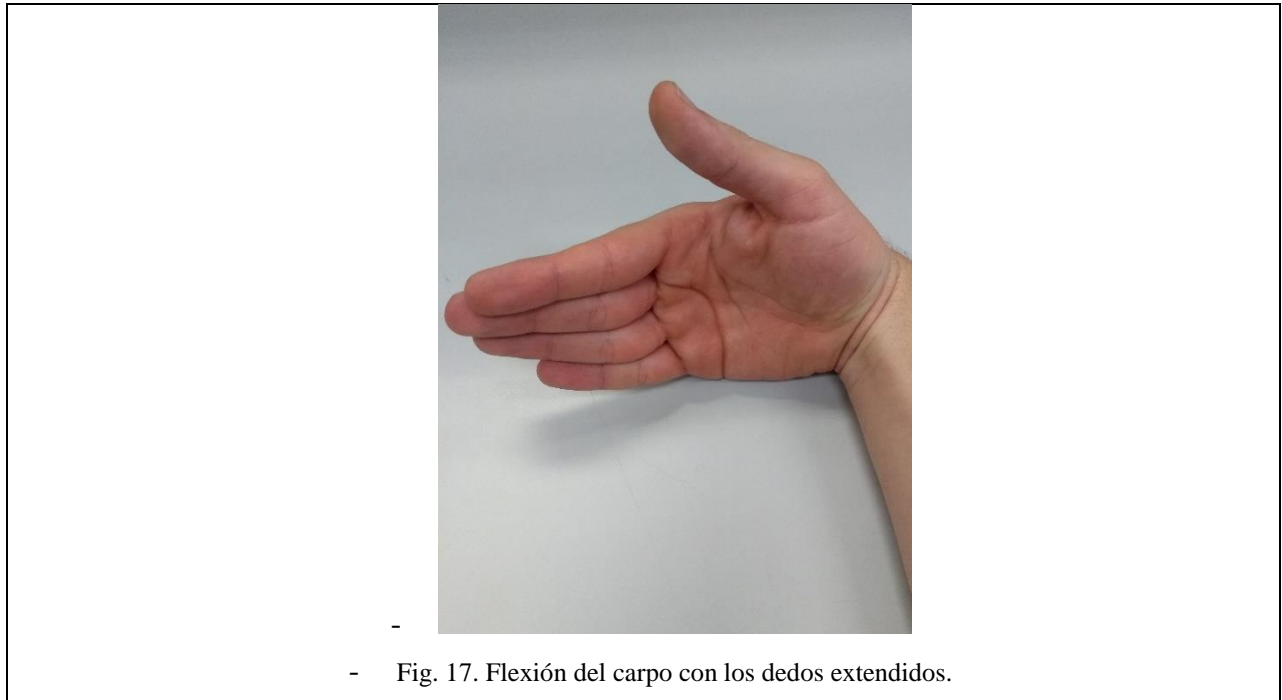 -
- Fig. 17. Flexión del carpo con los dedos extendidos.